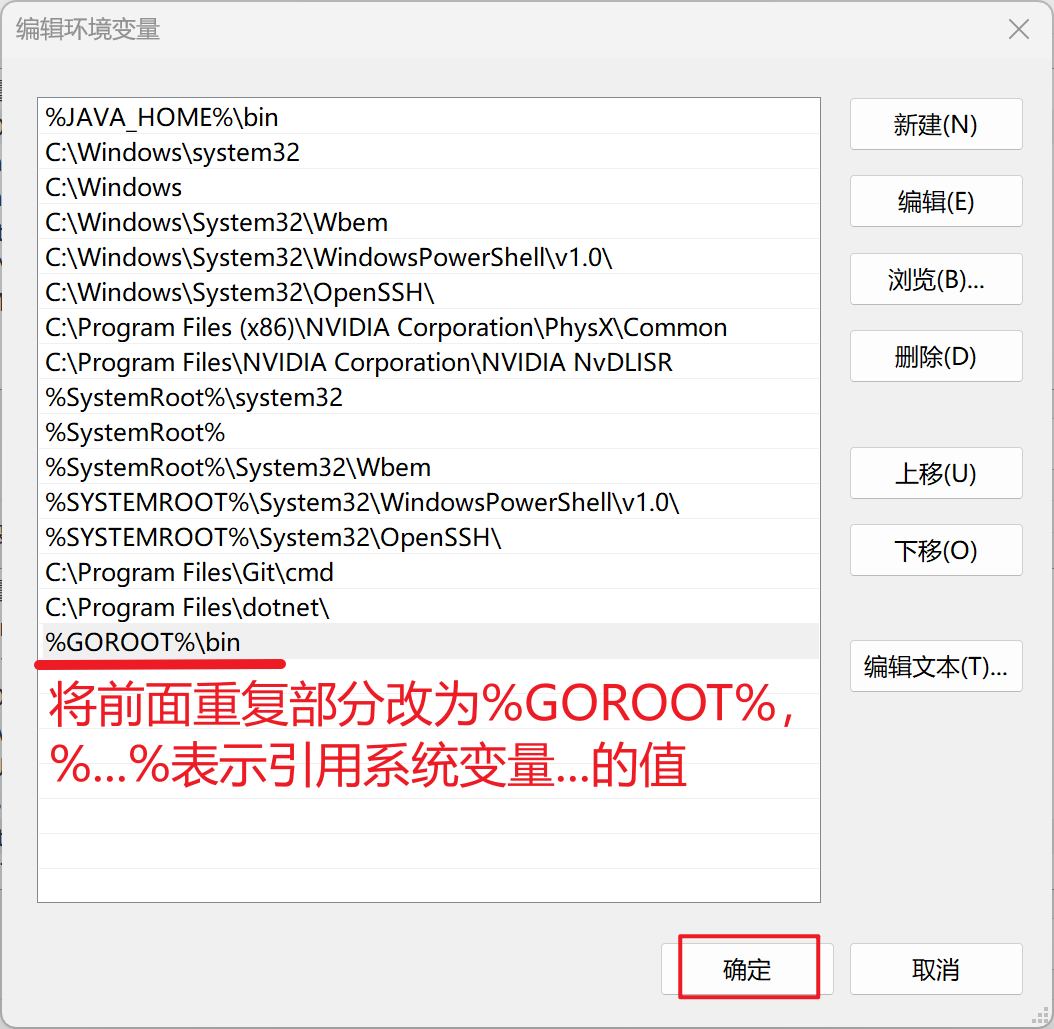 编辑环境变量
%JAVA_HOME%\bin
C:\Windows\system32
C:\Windows
C:\Windows\System32\Wbem
C:\Windows\System32\WindowsPowerShell\v1.0\
C:\Windows\System32\OpenSSH\
C:\Program Files (x86)\NVIDIA Corporation\PhysX\Common
C:\Program Files\NVIDIA Corporation\NVIDIA NvDLISR
%SystemRoot%\system32
%SystemRoot%
%SystemRoot%\System32\Wbem
%SYSTEMROOT%\System32\WindowsPowerShell\v1.0\
%SYSTEMROOT%\System32\OpenSSH\
C:\Program Files\Git\cmd
C:\Program Files\dotnet\
%GOROOT%\bin
将前面重复部分改为%GOROOT%，
%...%表示引用系统变量...的值
新建(N)
编辑(E)
浏览(B)...
删除(D)
上移(U)
下移(O)
编辑文本(T)...
确定
取消